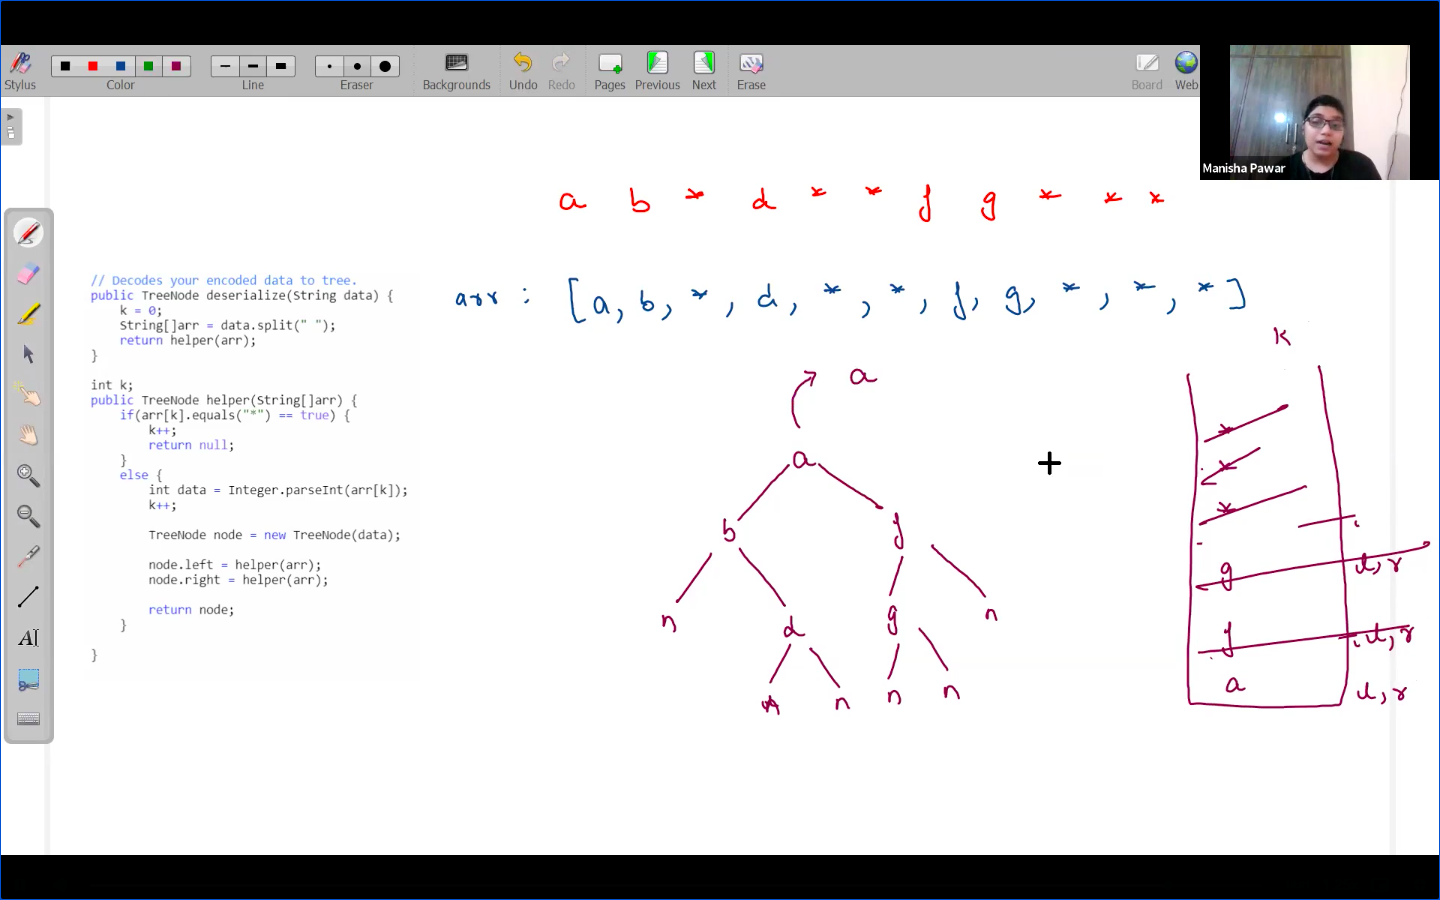 Stylus
Color
Line
Eraser
Backgrounds
Undo
Redo
Pages
Previous
Next
Erase
Board
Web
Manisha Pawar
a b * d * * f g * * *
arr : [a, b, *, d, *, *, f, g, *, *, *]
// Decodes your encoded data to tree.
public TreeNode deserialize(String data) {
k = 0;
String[]arr = data.split(" ");
return helper(arr);
}
int k;
public TreeNode helper(String[]arr) {
if(arr[k].equals("*") == true) {
k++;
return null;
}
else {
int data = Integer.parseInt(arr[k]);
k++;
TreeNode node = new TreeNode(data);
node.left = helper(arr);
node.right = helper(arr);
return node;
}
}
a
a
b f
n d g n
n n n n
k
*
*
*
g l, r
f l, r
a l, r
AI